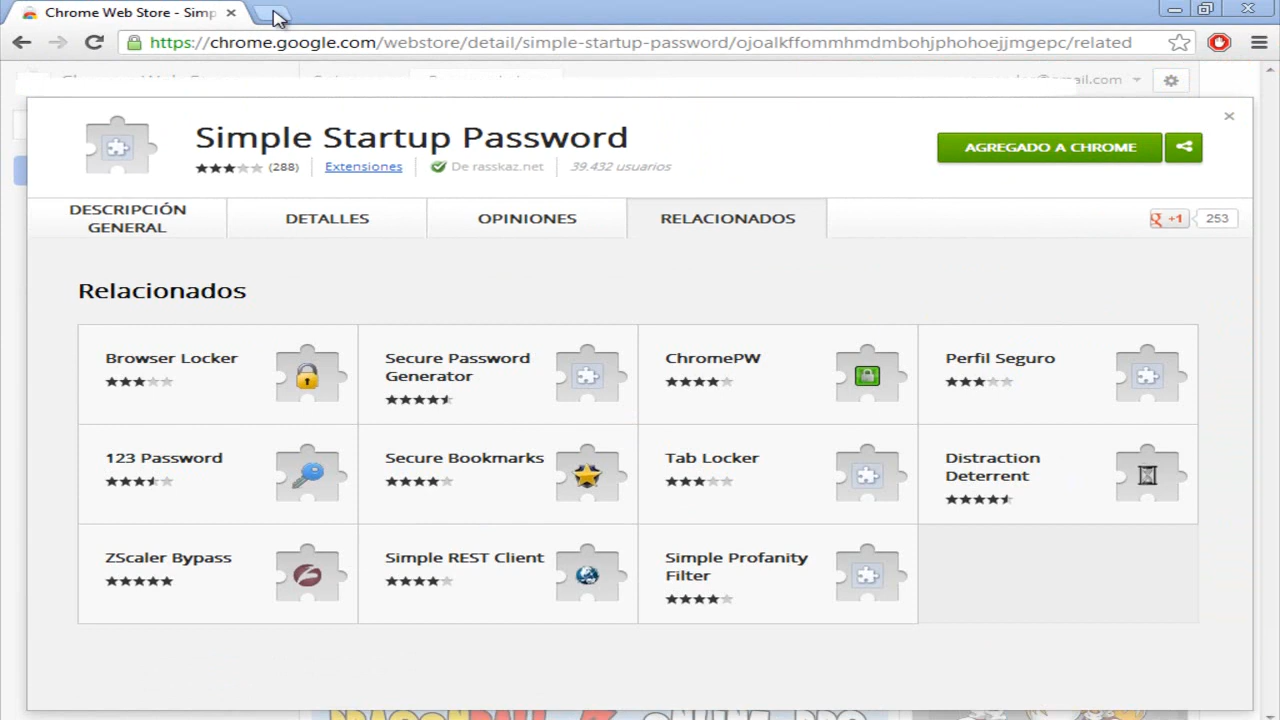 Chrome Web Store - Simp
https://chrome.google.com/webstore/detail/simple-startup-password/ojoalkffommhmdmbohjphohoejjmgepc/related
@gmail.com
Simple Startup Password
(288)
Extensiones
De rasskaz.net
39.432 usuarios
AGREGADO A CHROME
DESCRIPCIÓN
GENERAL
DETALLES
OPINIONES
RELACIONADOS
g +1
253
Relacionados
Browser Locker
Secure Password
Generator
ChromePW
Perfil Seguro
123 Password
Secure Bookmarks
Tab Locker
Distraction
Deterrent
ZScaler Bypass
Simple REST Client
Simple Profanity
Filter